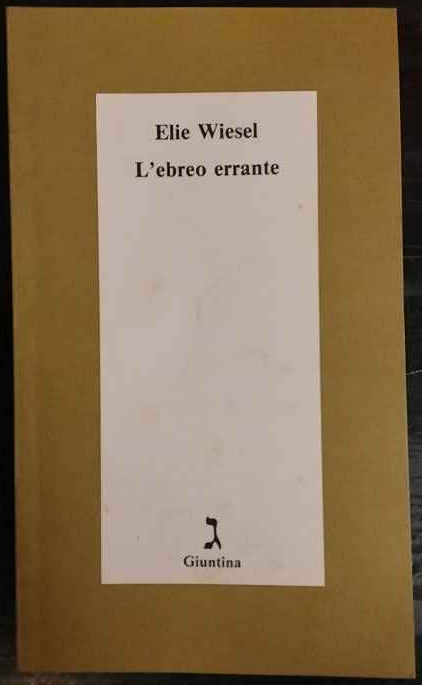 Elie Wiesel
L'ebreo errante
ג
Giuntina